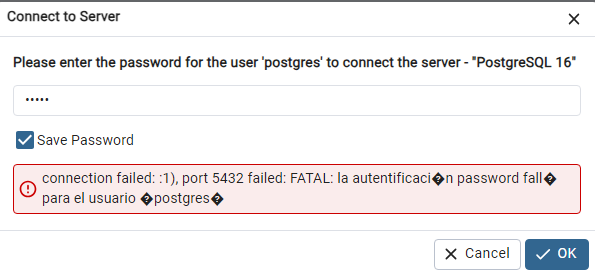 Connect to Server
Please enter the password for the user 'postgres' to connect the server - "PostgreSQL 16"
•••••
Save Password
connection failed: :1), port 5432 failed: FATAL: la autentificaci�n password fall�
para el usuario �postgres�
Cancel
OK